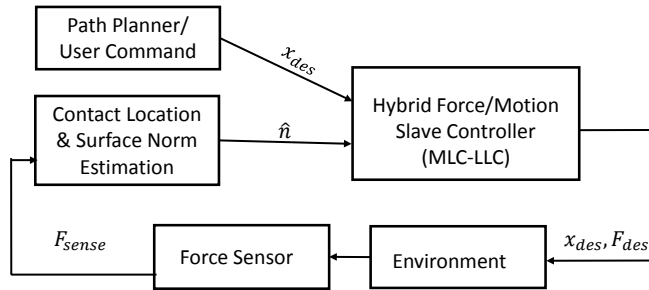 Path Planner/
User Command
x_des
Contact Location
& Surface Norm
Estimation
n̂
Hybrid Force/Motion
Slave Controller
(MLC-LLC)
F_sense
Force Sensor
Environment
x_des, F_des